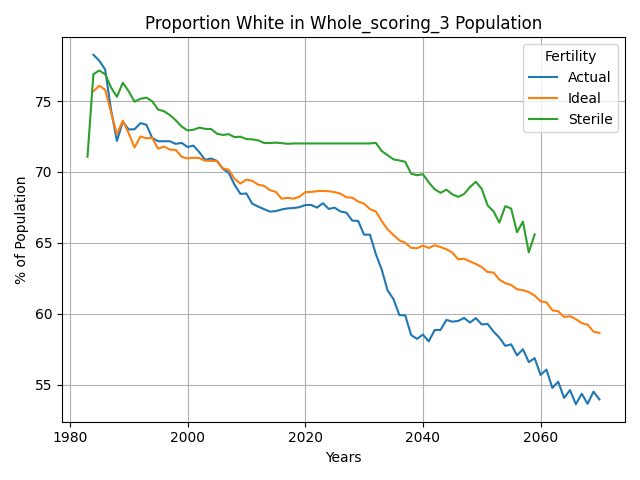 Proportion White in Whole_scoring_3 Population
Fertility
Actual
Ideal
Sterile
% of Population
75
70
65
60
55
1980
2000
2020
2040
2060
Years